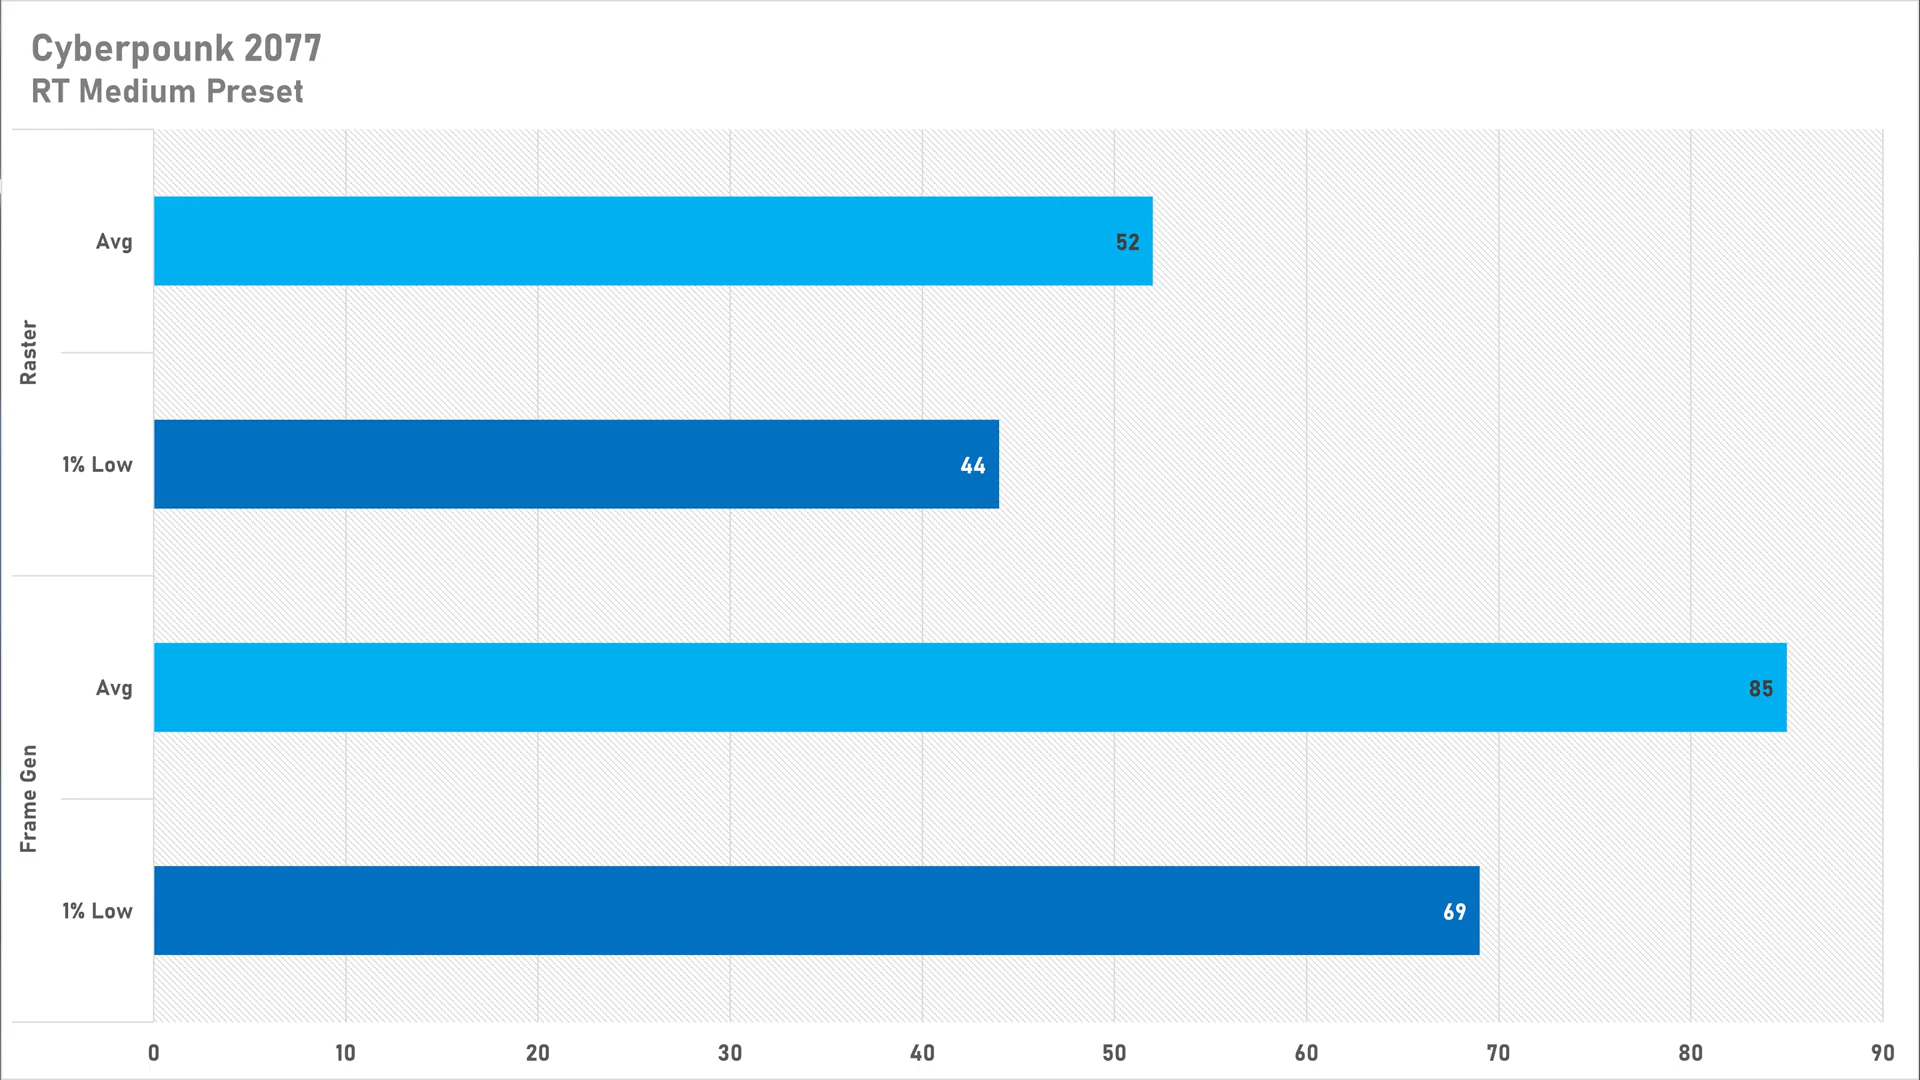 Cyberpounk 2077
RT Medium Preset
Raster
Avg
52
1% Low
44
Frame Gen
Avg
85
1% Low
69
0 10 20 30 40 50 60 70 80 90